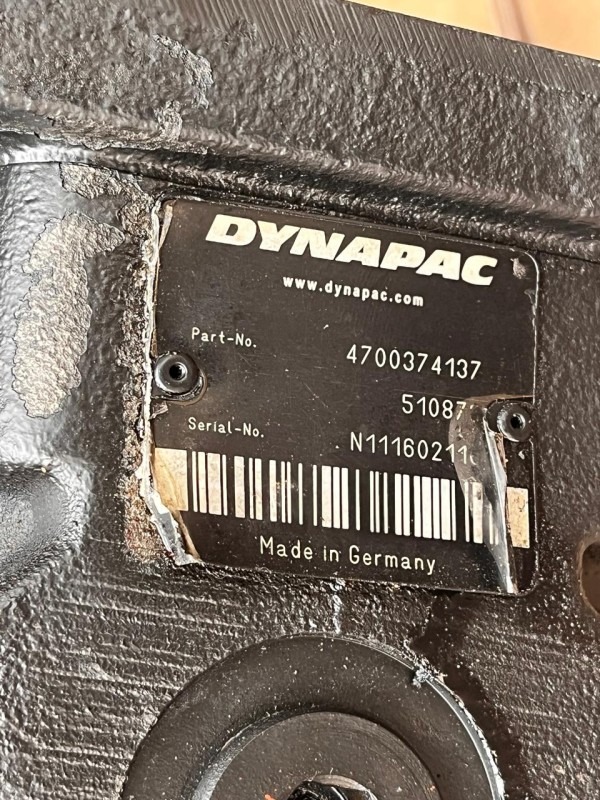 DYNAPAC
www.dynapac.com
Part-No.
4700374137
Serial-No.
Made in Germany